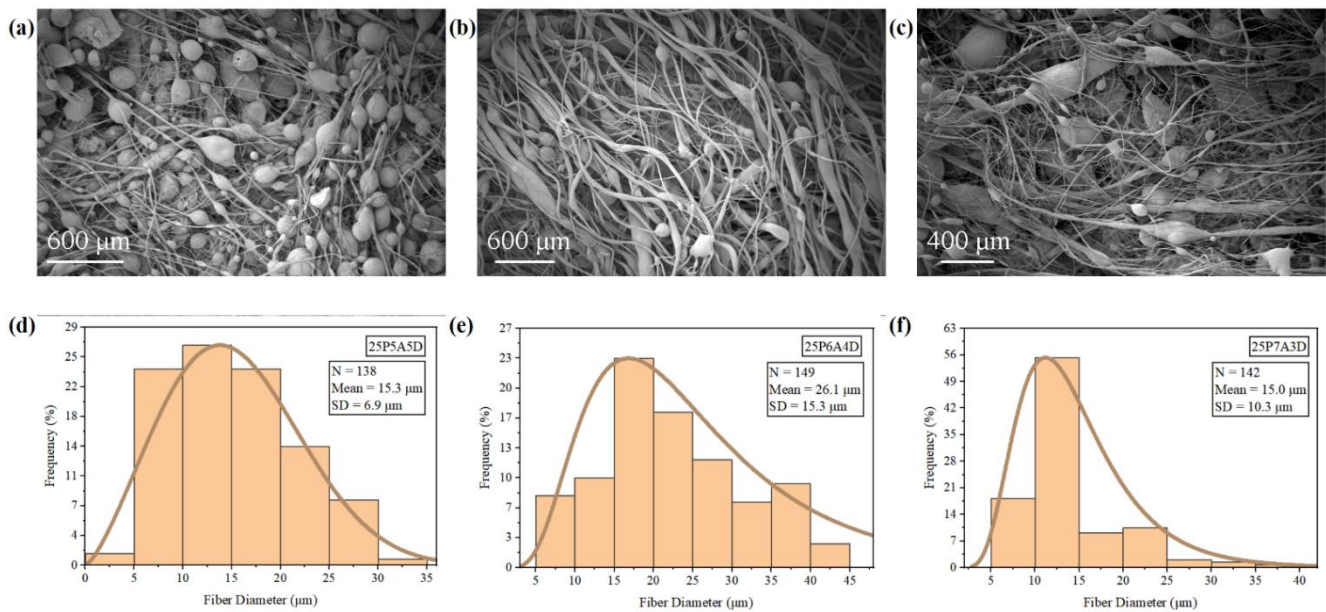 (a)
600 μm
(b)
600 μm
(c)
400 μm
(d)
25P5A5D
N = 138
Mean = 15.3 μm
SD = 6.9 μm
Frequency (%)
29
25
22
18
14
11
7
4
0
0 5 10 15 20 25 30 35
Fiber Diameter (μm)
(e)
25P6A4D
N = 149
Mean = 26.1 μm
SD = 15.3 μm
Frequency (%)
27
23
20
17
13
10
7
3
0
5 10 15 20 25 30 35 40 45
Fiber Diameter (μm)
(f)
25P7A3D
N = 142
Mean = 15.0 μm
SD = 10.3 μm
Frequency (%)
63
56
49
42
35
28
21
14
7
0
5 10 15 20 25 30 35 40
Fiber Diameter (μm)